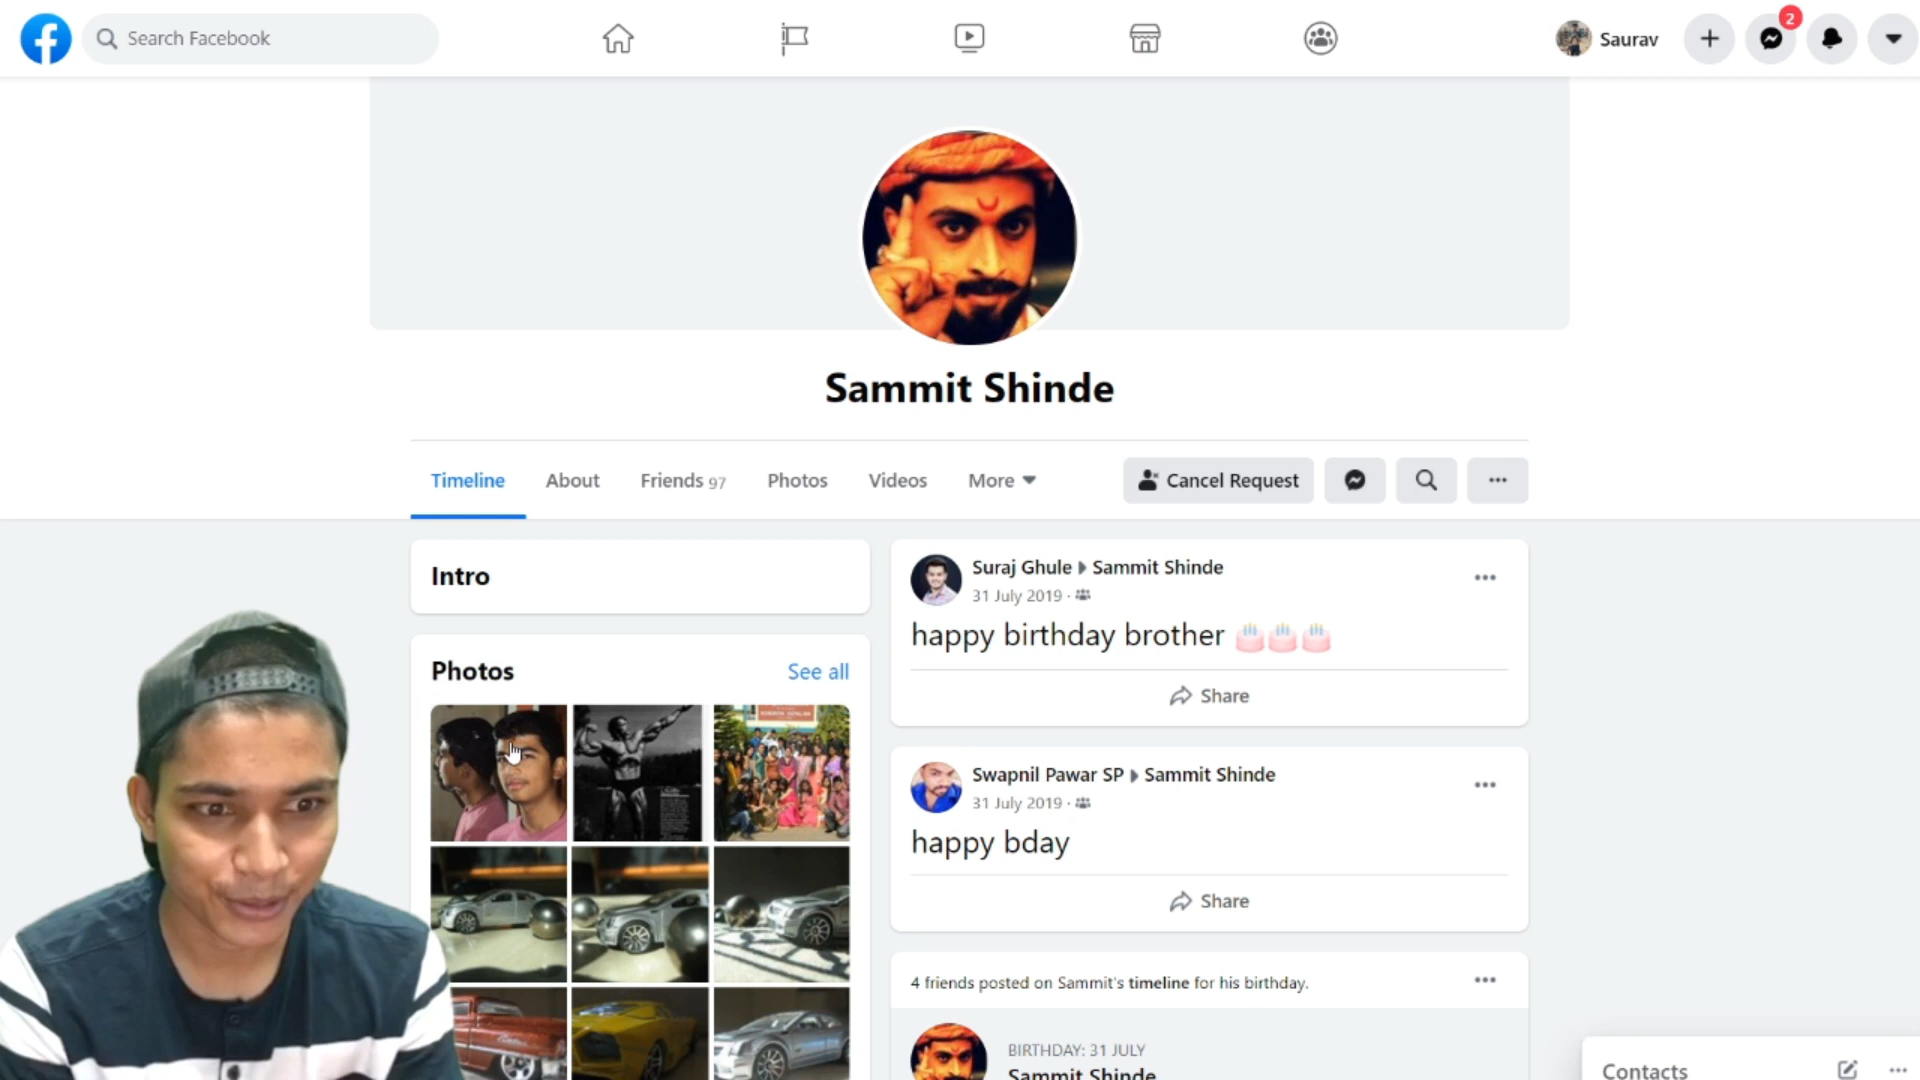 Search Facebook
Saurav
2
Sammit Shinde
Timeline
About
Friends 97
Photos
Videos
More
Cancel Request
Intro
Photos
See all
Suraj Ghule Sammit Shinde
31 July 2019 ·
happy birthday brother 🎂🎂🎂
Share
Swapnil Pawar SP Sammit Shinde
31 July 2019 ·
happy bday
Share
4 friends posted on Sammit's timeline for his birthday.
BIRTHDAY: 31 JULY
Sammit Shinde
Contacts